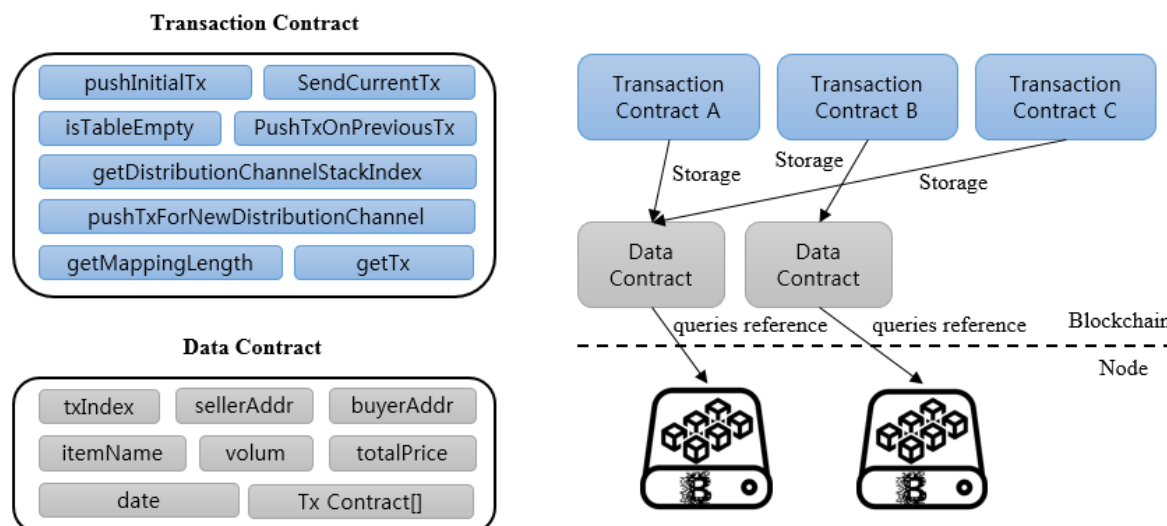 Transaction Contract
pushInitialTx
SendCurrentTx
isTableEmpty
PushTxOnPreviousTx
getDistributionChannelStackIndex
pushTxForNewDistributionChannel
getMappingLength
getTx
Data Contract
txIndex
sellerAddr
buyerAddr
itemName
volum
totalPrice
date
Tx Contract[]
Transaction
Contract A
Transaction
Contract B
Transaction
Contract C
Storage
Storage
Storage
Data
Contract
Data
Contract
queries reference
queries reference
Blockchain
Node